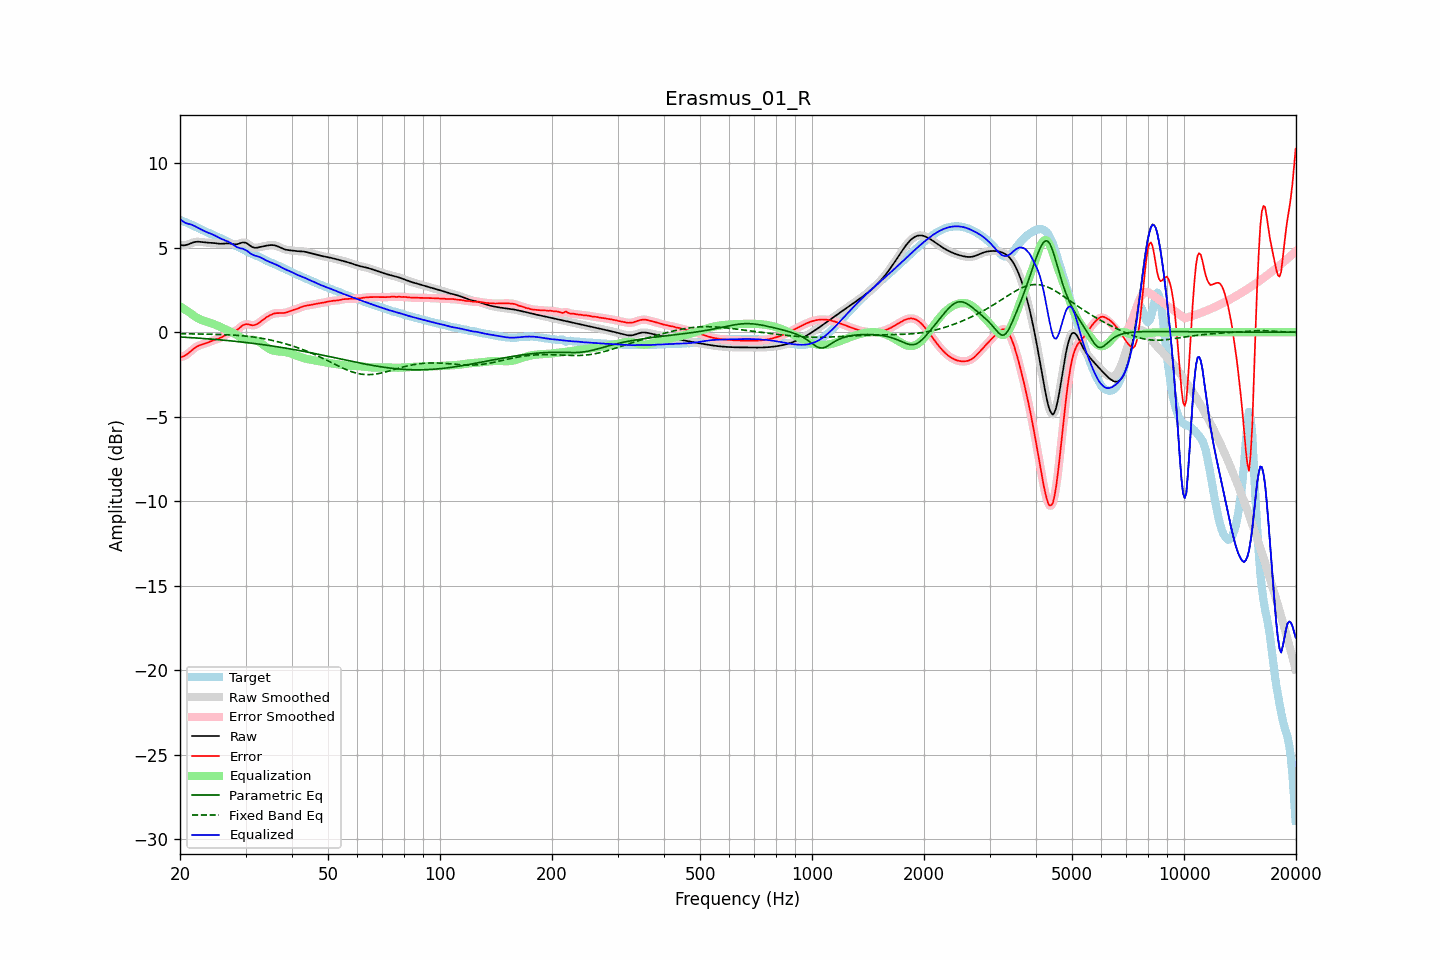 Erasmus_01_R
Amplitude (dBr)
10
5
0
−5
−10
−15
−20
−25
−30
Target
Raw Smoothed
Error Smoothed
Raw
Error
Equalization
Parametric Eq
Fixed Band Eq
Equalized
20 50 100 200 500 1000 2000 5000 10000 20000
Frequency (Hz)